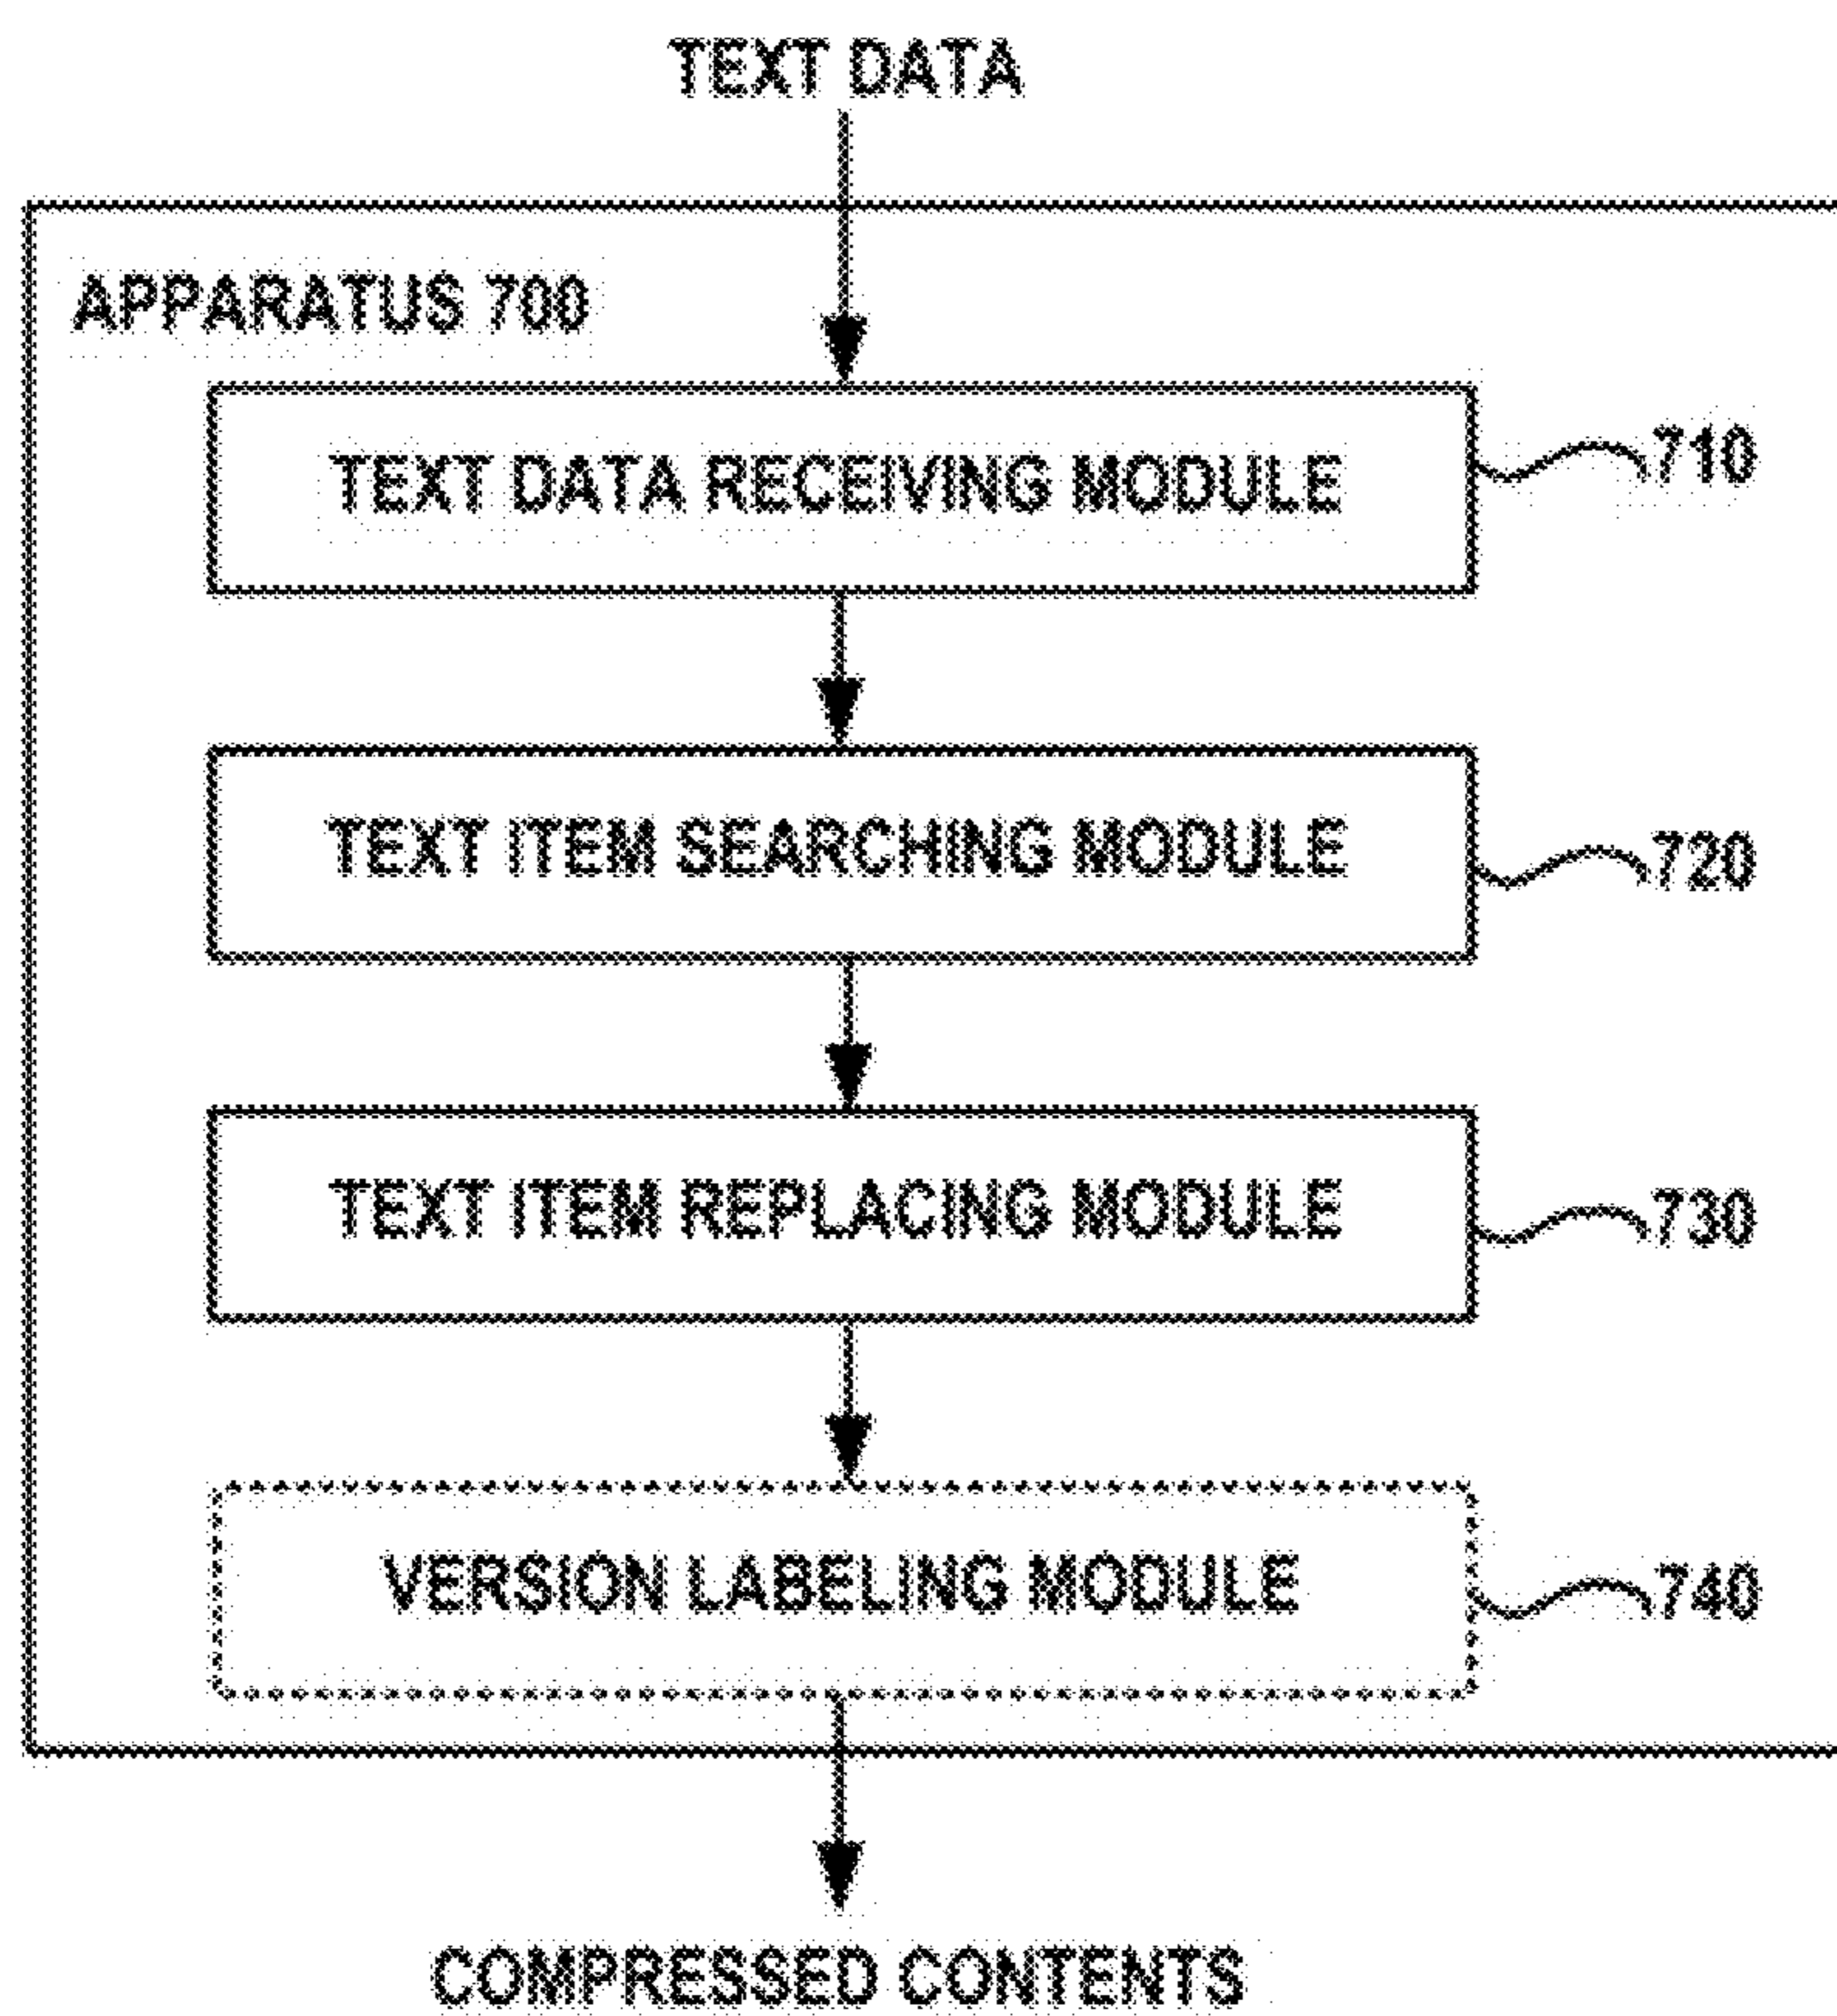 TEXT DATA
APPARATUS 700
TEXT DATA RECEIVING MODULE
710
TEXT ITEM SEARCHING MODULE
720
TEXT ITEM REPLACING MODULE
730
VERSION LABELING MODULE
740
COMPRESSED CONTENTS